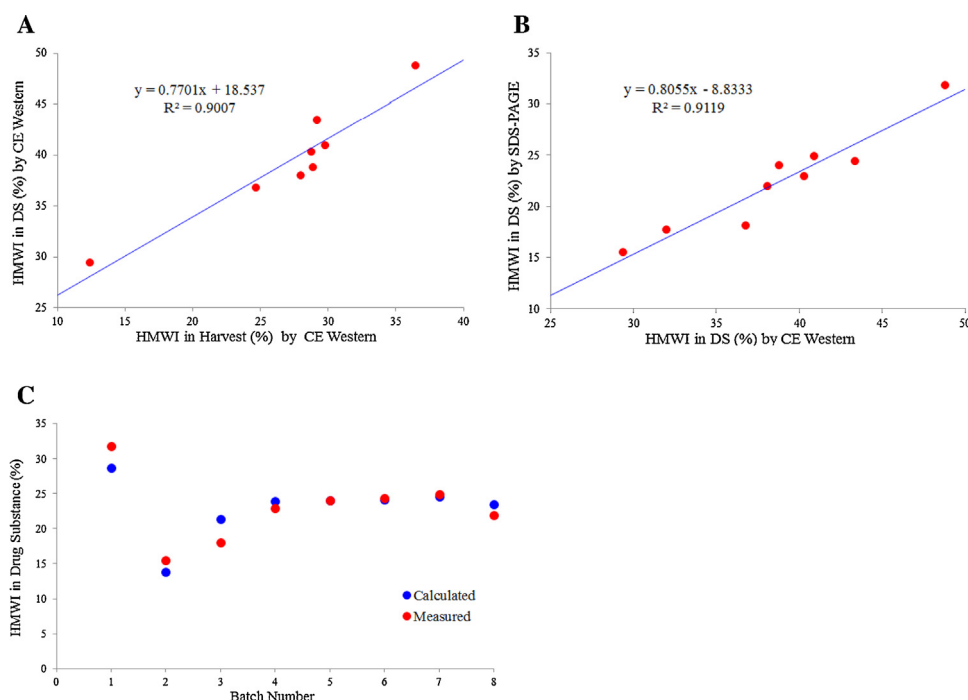 A
HMWI in DS (%) by CE Western
50
45
40
35
30
25
y = 0.7701x + 18.537
R² = 0.9007
10 15 20 25 30 35 40
HMWI in Harvest (%) by CE Western
B
HMWI in DS (%) by SDS-PAGE
35
30
25
20
15
10
y = 0.8055x - 8.8333
R² = 0.9119
25 30 35 40 45 50
HMWI in DS (%) by CE Western
C
HMWI in Drug Substance (%)
35
30
25
20
15
10
5
0
Calculated
Measured
0 1 2 3 4 5 6 7 8
Batch Number